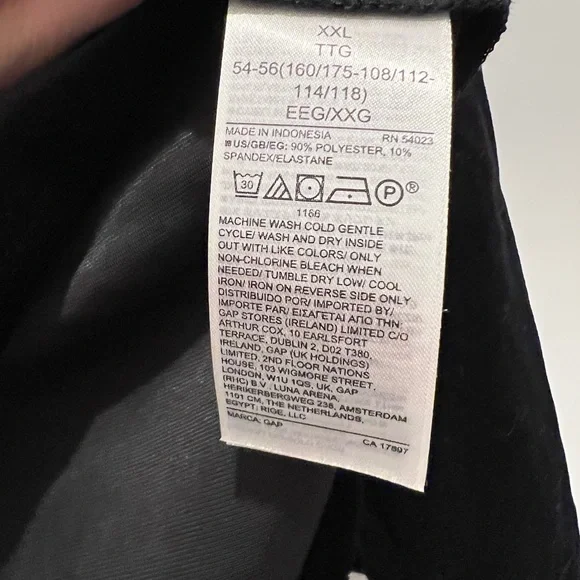 XXL
TTG
54-56(160/175-108/112-
114/118)
EEG/XXG
MADE IN INDONESIA RN 54023
US/GB/EG: 90% POLYESTER, 10%
SPANDEX/ELASTANE
30 P ®
1166
MACHINE WASH COLD GENTLE
CYCLE/ WASH AND DRY INSIDE
OUT WITH LIKE COLORS/ ONLY
NON-CHLORINE BLEACH WHEN
NEEDED/ TUMBLE DRY LOW/ COOL
IRON/ IRON ON REVERSE SIDE ONLY
DISTRIBUIDO POR/ IMPORTED BY/
IMPORTE PAR/ ΕΙΣΑΓΕΤΑΙ ΑΠΟ ΤΗΝ
GAP STORES (IRELAND) LIMITED C/O
ARTHUR COX, 10 EARLSFORT
TERRACE, DUBLIN 2, D02 T380,
IRELAND, GAP (UK HOLDINGS)
LIMITED, 2ND FLOOR NATIONS
HOUSE, 103 WIGMORE STREET,
LONDON, W1U 1QS, UK, GAP
(RHC) B.V. LUNA ARENA,
HERIKERBERGWEG 238, AMSTERDAM
1101 CM, THE NETHERLANDS,
EGYPT: RIGE, LLC
MARCA: GAP CA 17897